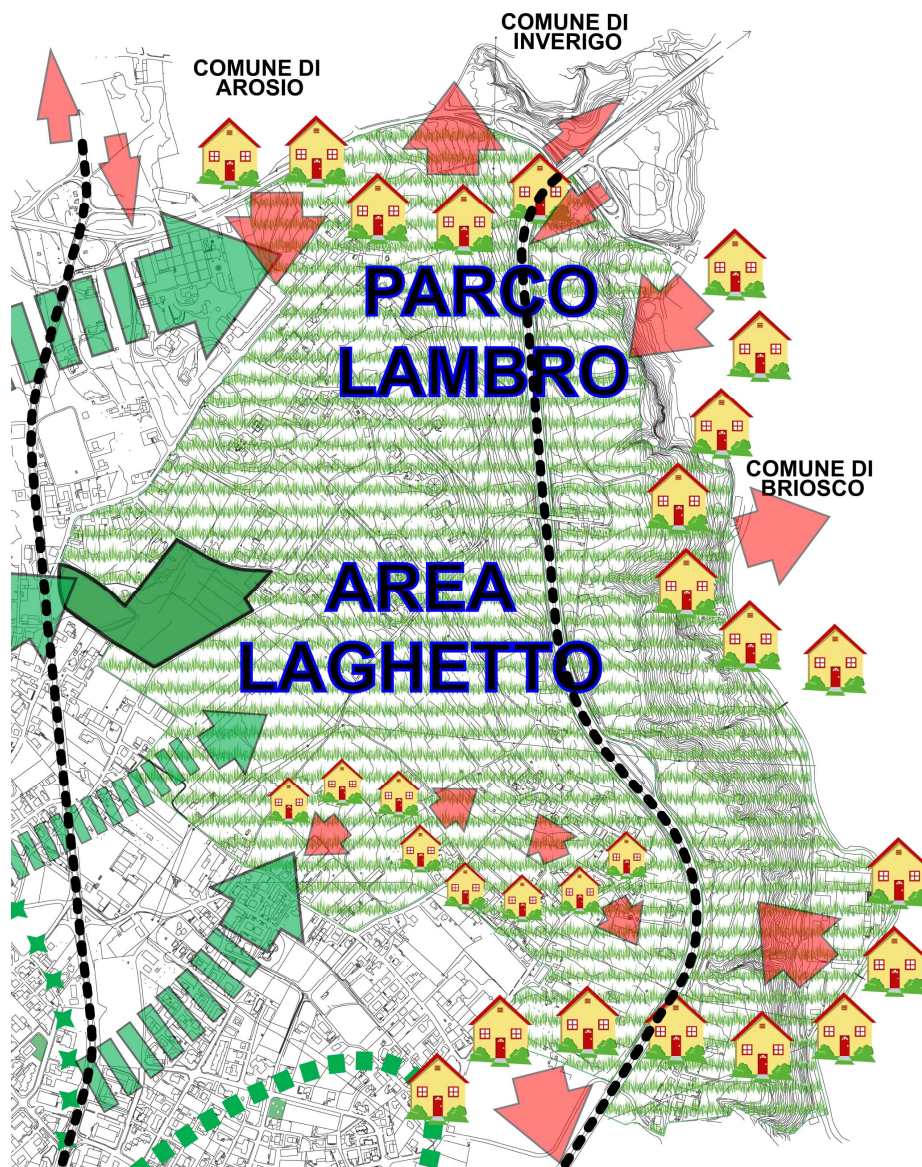 COMUNE DI
INVERIGO
COMUNE DI
AROSIO
PARCO
LAMBRO
COMUNE DI
BRIOSCO
AREA
LAGHETTO